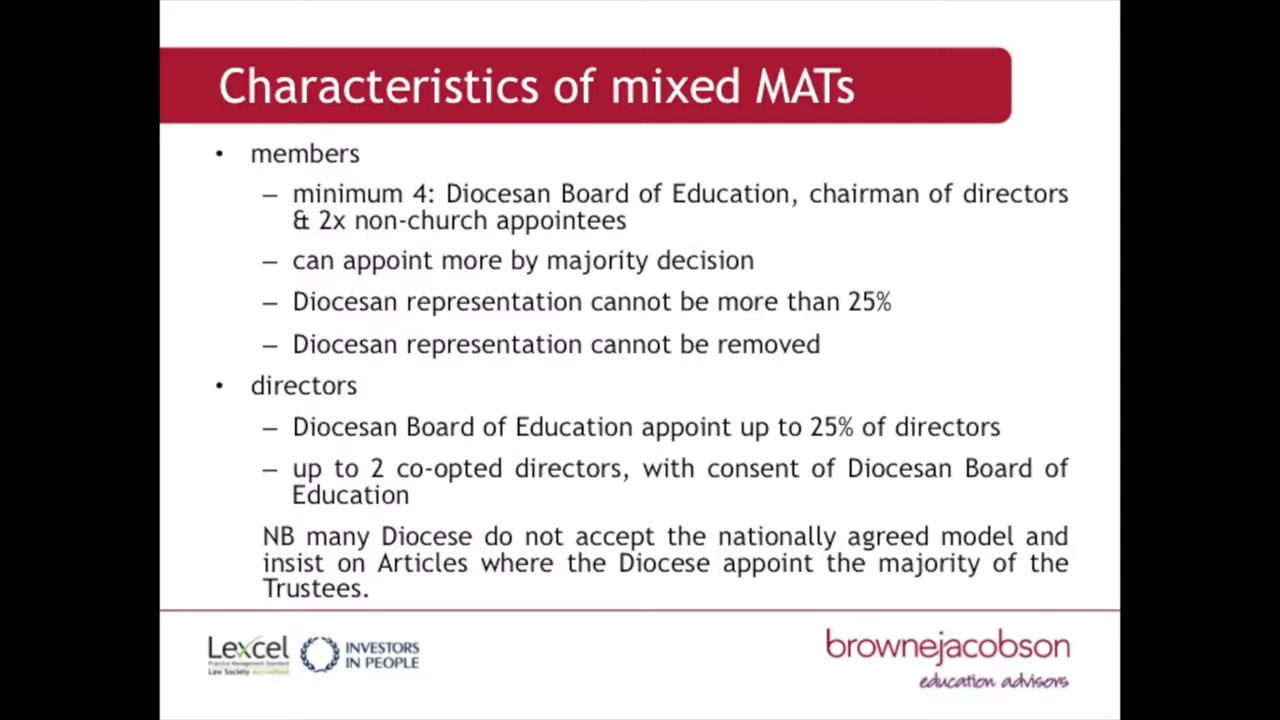 Characteristics of mixed MATs
• members
– minimum 4: Diocesan Board of Education, chairman of directors
& 2x non-church appointees
– can appoint more by majority decision
– Diocesan representation cannot be more than 25%
– Diocesan representation cannot be removed
• directors
– Diocesan Board of Education appoint up to 25% of directors
– up to 2 co-opted directors, with consent of Diocesan Board of
Education
NB many Diocese do not accept the nationally agreed model and
insist on Articles where the Diocese appoint the majority of the
Trustees.
Lexcel
Practice Management Standard
Law Society Accredited
INVESTORS
IN PEOPLE
brownejacobson
education advisors